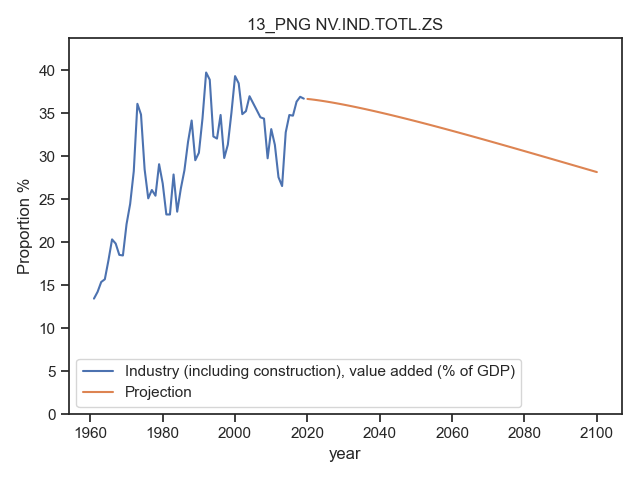 13_PNG NV.IND.TOTL.ZS
40
35
30
25
20
15
10
5
0
Proportion %
Industry (including construction), value added (% of GDP)
Projection
1960 1980 2000 2020 2040 2060 2080 2100
year